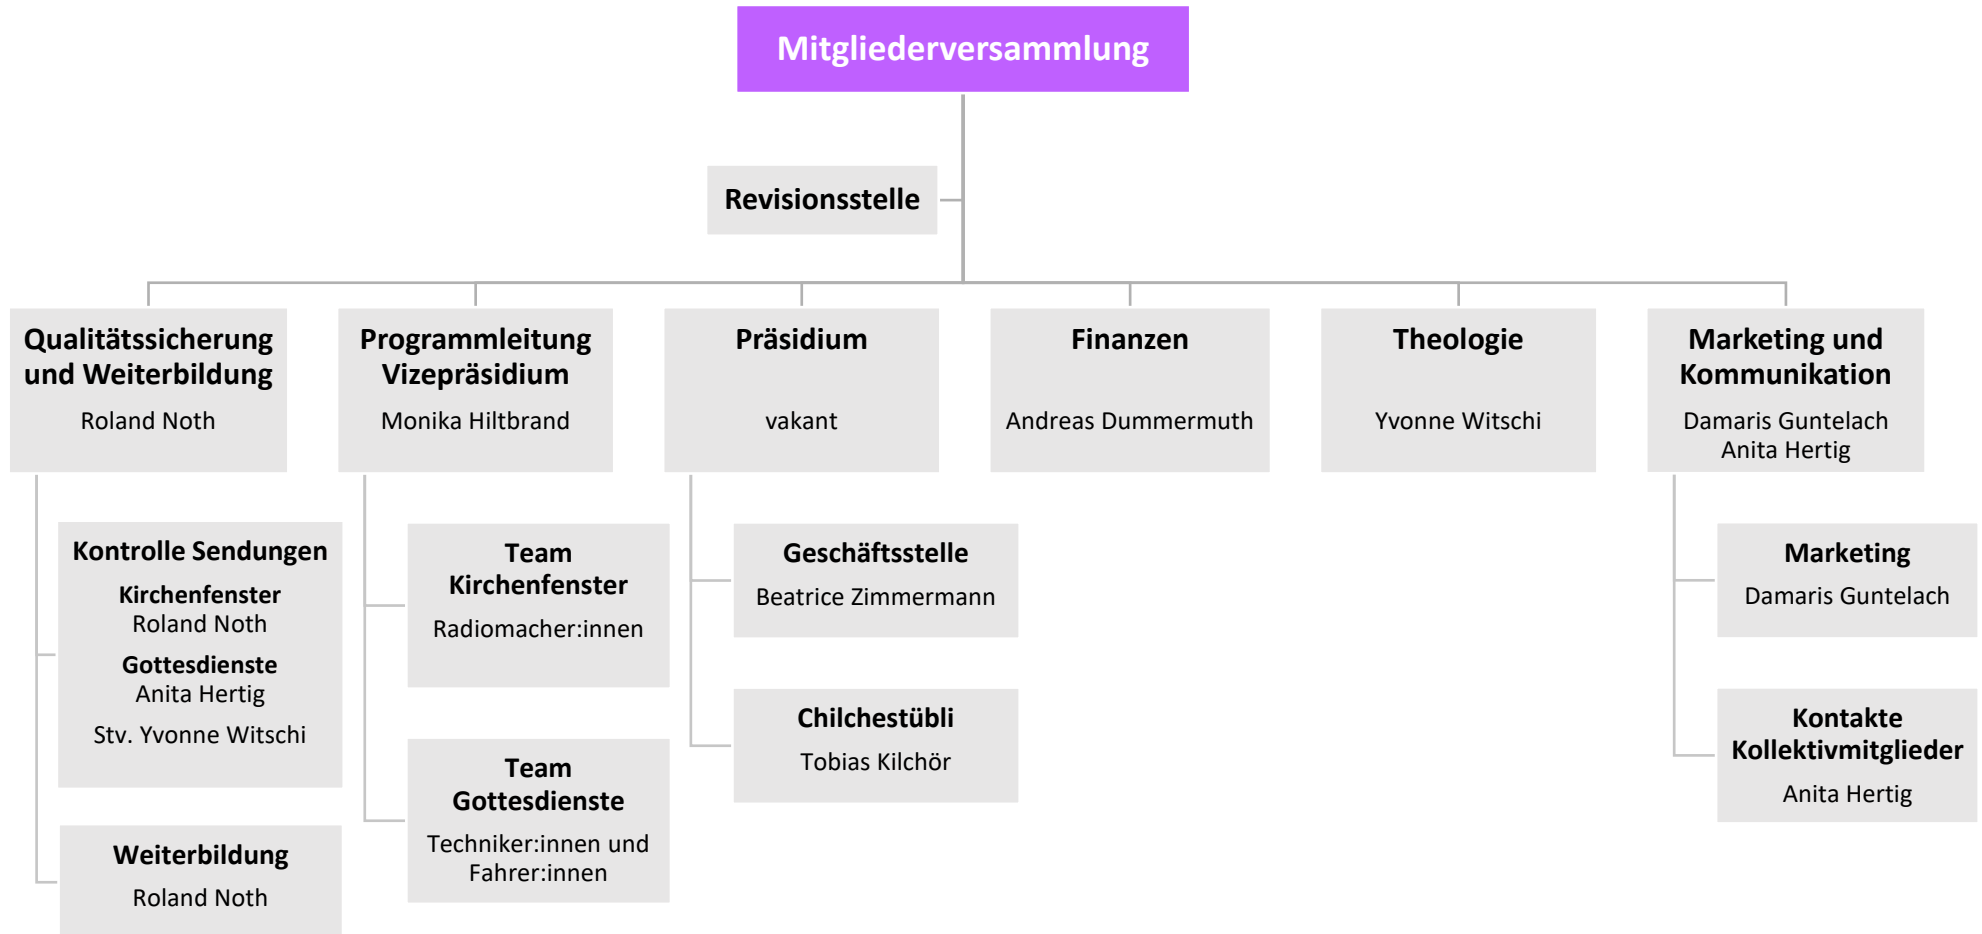 Mitgliederversammlung
Revisionsstelle
Qualitätssicherung
und Weiterbildung
Roland Noth
Programmleitung
Vizepräsidium
Monika Hiltbrand
Präsidium
vakant
Finanzen
Andreas Dummermuth
Theologie
Yvonne Witschi
Marketing und
Kommunikation
Damaris Guntelach
Anita Hertig
Kontrolle Sendungen
Kirchenfenster
Roland Noth
Gottesdienste
Anita Hertig
Stv. Yvonne Witschi
Weiterbildung
Roland Noth
Team
Kirchenfenster
Radiomacher:innen
Team
Gottesdienste
Techniker:innen und
Fahrer:innen
Geschäftsstelle
Beatrice Zimmermann
Chilchestübli
Tobias Kilchör
Marketing
Damaris Guntelach
Kontakte
Kollektivmitglieder
Anita Hertig